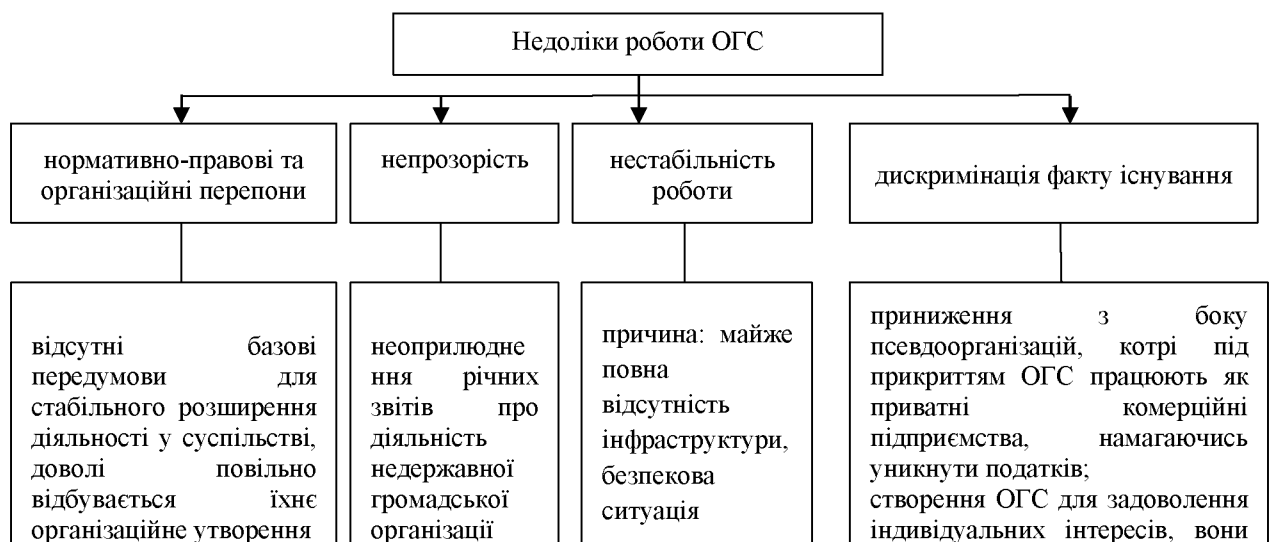 Недоліки роботи ОГС
нормативно-правові та
організаційні перепони
непрозорість
нестабільність
роботи
дискримінація факту існування
відсутні базові
передумови для
стабільного розширення
діяльності у суспільстві,
доволі повільно
відбувається їхнє
організаційне утворення
неоприлюдне
ння річних
звітів про
діяльність
недержавної
громадської
організації
причина: майже
повна
відсутність
інфраструктури,
безпекова
ситуація
приниження з боку
псевдоорганізацій, котрі під
прикриттям ОГС працюють як
приватні комерційні
підприємства, намагаючись
уникнути податків;
створення ОГС для задоволення
індивідуальних інтересів, вони